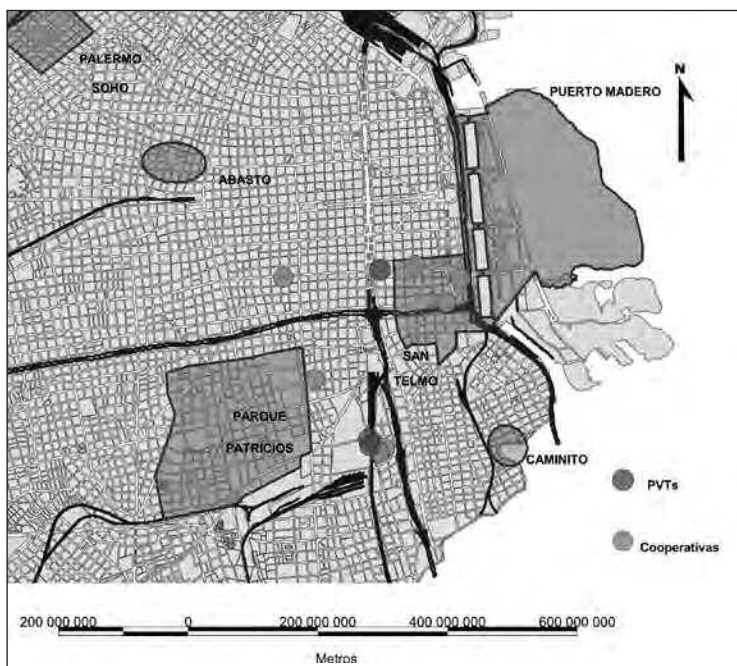 PALERMO
SOHO
PUERTO MADERO
N
ABASTO
SAN
TELMO
PARQUE
PATRICIOS
CAMINITO
PVTs
Cooperativas
200 000 000 0 200 000 000 400 000 000 600 000 000
Metros